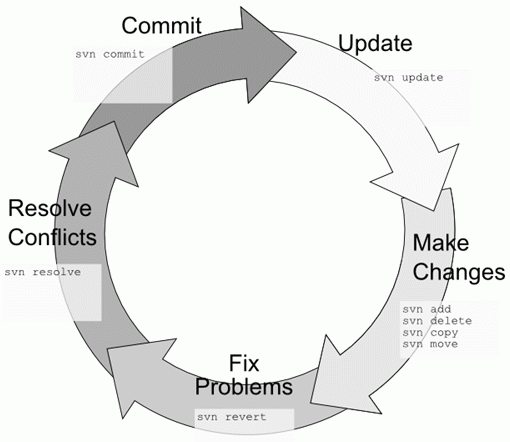 Commit
svn commit
Update
svn update
Make
Changes
svn add
svn delete
svn copy
svn move
Fix
Problems
svn revert
Resolve
Conflicts
svn resolve